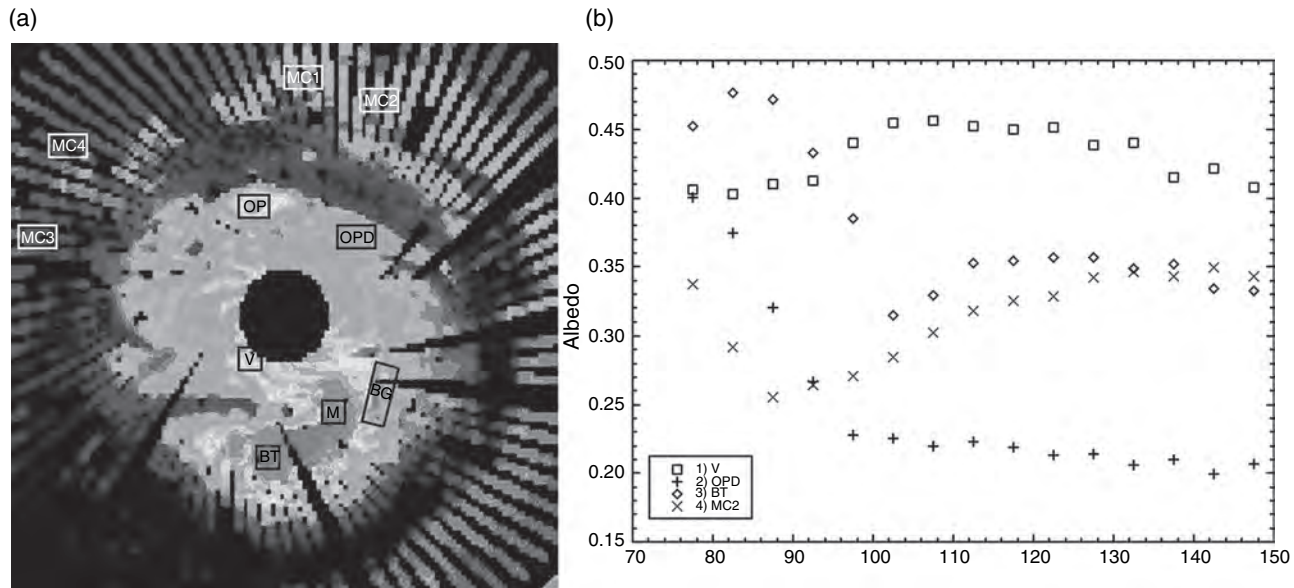 (a)
MC1
MC2
MC4
MC3
OP
OPD
V
BG
M
BT
(b)
0.50
0.45
0.40
0.35
0.30
0.25
0.20
0.15
Albedo
1) V
2) OPD
3) BT
4) MC2
70 80 90 100 110 120 130 140 150